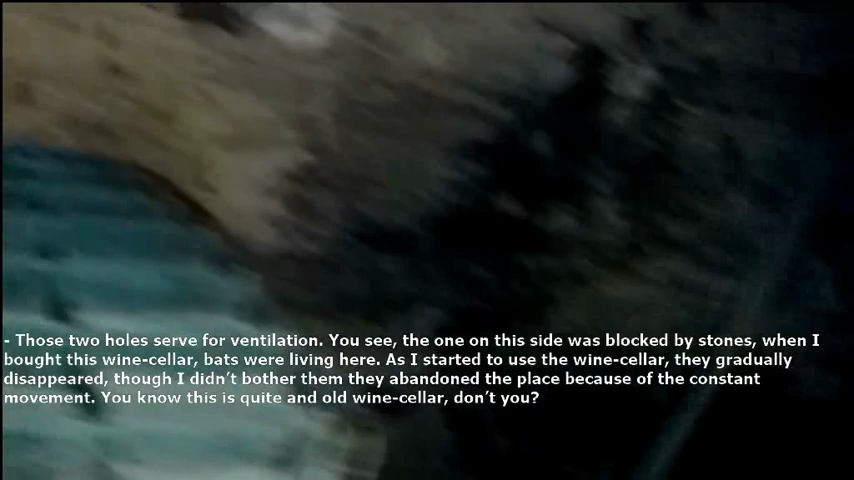 - Those two holes serve for ventilation. You see, the one on this side was blocked by stones, when I
bought this wine-cellar, bats were living here. As I started to use the wine-cellar, they gradually
disappeared, though I didn't bother them they abandoned the place because of the constant
movement. You know this is quite and old wine-cellar, don't you?